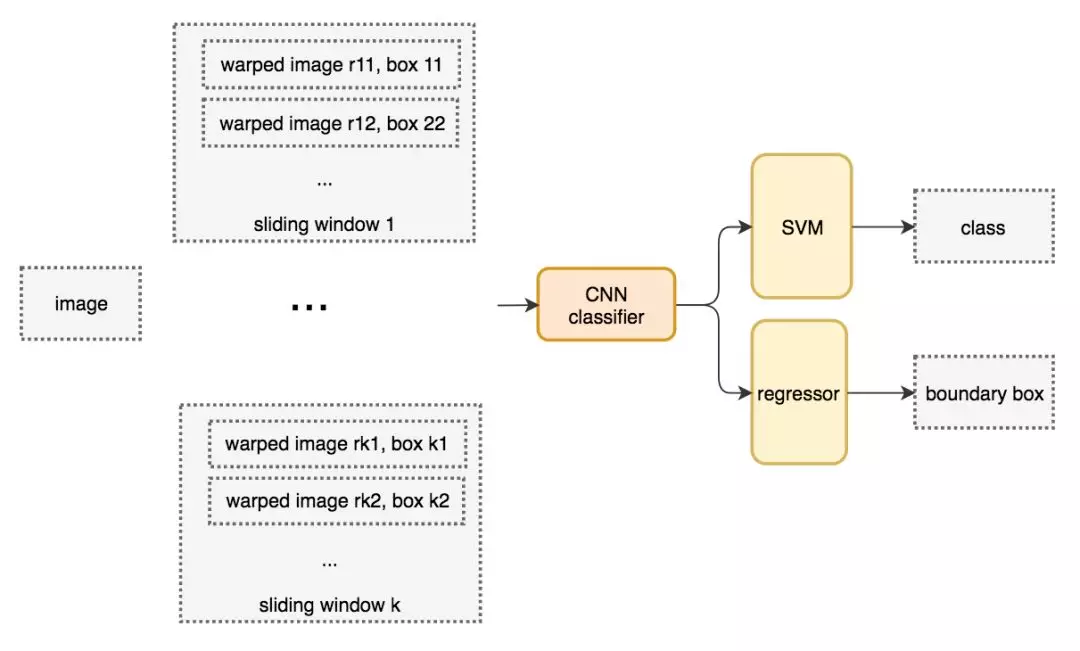 warped image r11, box 11
warped image r12, box 22
...
sliding window 1
image
...
CNN
classifier
SVM
class
regressor
boundary box
warped image rk1, box k1
warped image rk2, box k2
...
sliding window k